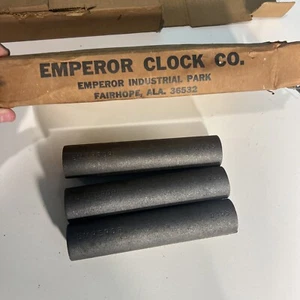 EMPEROR CLOCK CO.
EMPEROR INDUSTRIAL PARK
FAIRHOPE, ALA. 36532